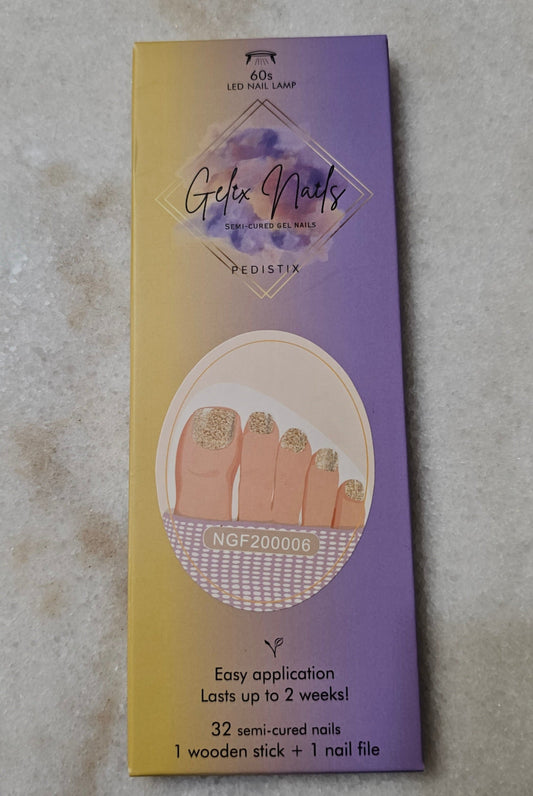 60s
LED NAIL LAMP
Gelix Nails
SEMI-CURED GEL NAILS
PEDISTIX
NGF200006
Easy application
Lasts up to 2 weeks!
32 semi-cured nails
1 wooden stick + 1 nail file